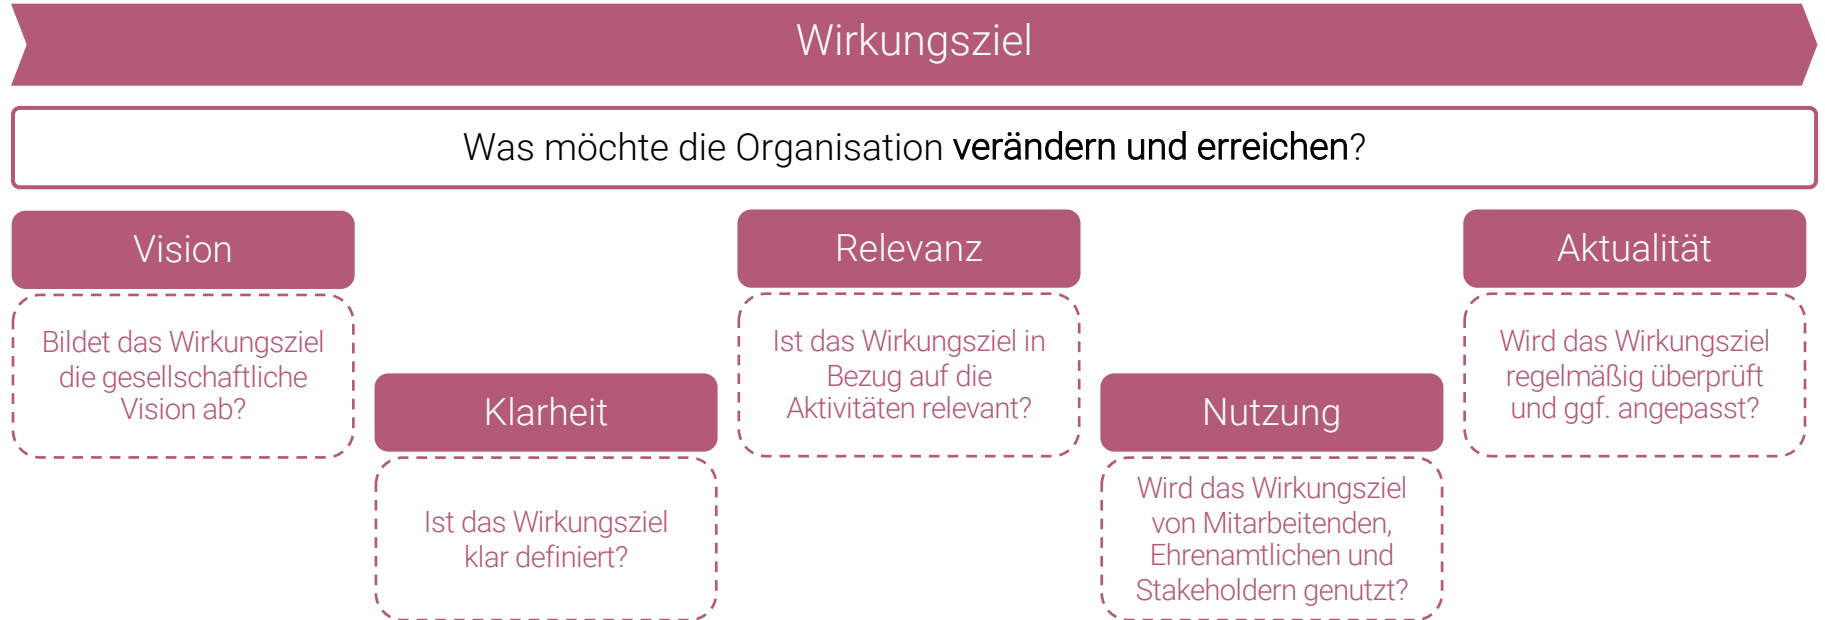 Wirkungsziel
Was möchte die Organisation verändern und erreichen?
Vision
Bildet das Wirkungsziel
die gesellschaftliche
Vision ab?
Klarheit
Ist das Wirkungsziel
klar definiert?
Relevanz
Ist das Wirkungsziel in
Bezug auf die
Aktivitäten relevant?
Nutzung
Wird das Wirkungsziel
von Mitarbeitenden,
Ehrenamtlichen und
Stakeholdern genutzt?
Aktualität
Wird das Wirkungsziel
regelmäßig überprüft
und ggf. angepasst?